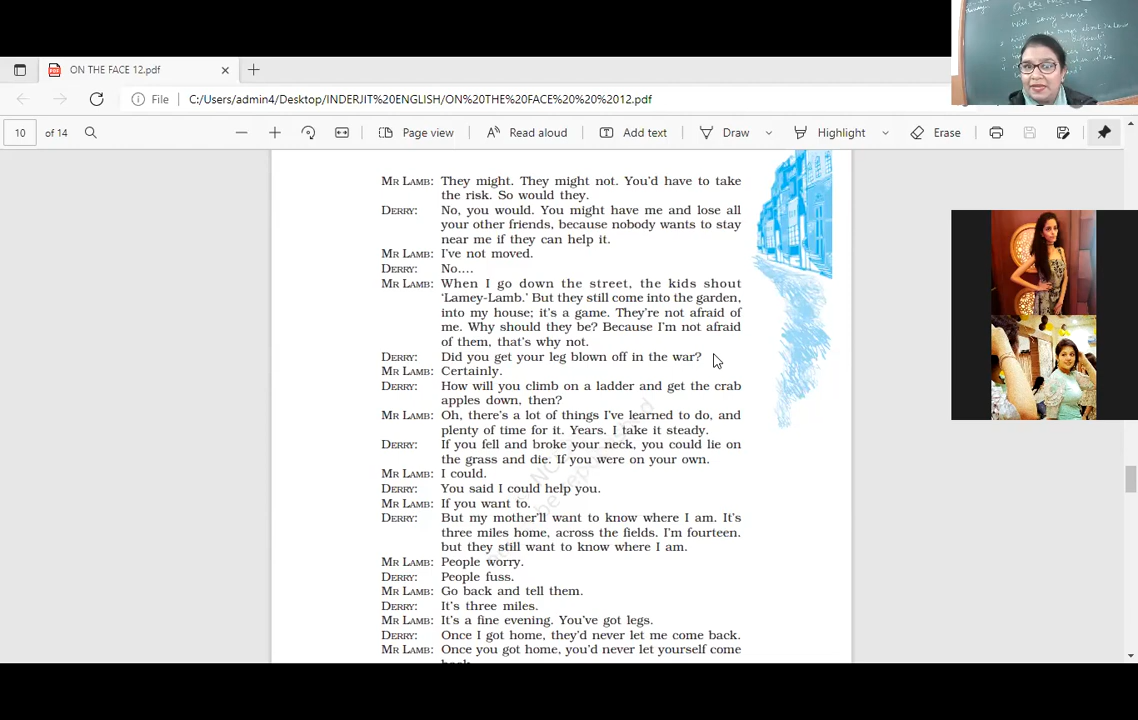 ON THE FACE 12.pdf
File
C:/Users/admin4/Desktop/INDERJIT%20ENGLISH/ON%20THE%20FACE%20%20%2012.pdf
10 of 14
Page view
Read aloud
Add text
Draw
Highlight
Erase
MR LAMB: They might. They might not. You'd have to take
the risk. So would they.
DERRY: No, you would. You might have me and lose all
your other friends, because nobody wants to stay
near me if they can help it.
MR LAMB: I've not moved.
DERRY: No....
MR LAMB: When I go down the street, the kids shout
'Lamey-Lamb.' But they still come into the garden,
into my house; it's a game. They're not afraid of
me. Why should they be? Because I'm not afraid
of them, that's why not.
DERRY: Did you get your leg blown off in the war?
MR LAMB: Certainly.
DERRY: How will you climb on a ladder and get the crab
apples down, then?
MR LAMB: Oh, there's a lot of things I've learned to do, and
plenty of time for it. Years. I take it steady.
DERRY: If you fell and broke your neck, you could lie on
the grass and die. If you were on your own.
MR LAMB: I could.
DERRY: You said I could help you.
MR LAMB: If you want to.
DERRY: But my mother'll want to know where I am. It's
three miles home, across the fields. I'm fourteen.
but they still want to know where I am.
MR LAMB: People worry.
DERRY: People fuss.
MR LAMB: Go back and tell them.
DERRY: It's three miles.
MR LAMB: It's a fine evening. You've got legs.
DERRY: Once I got home, they'd never let me come back.
MR LAMB: Once you got home, you'd never let yourself come
back.